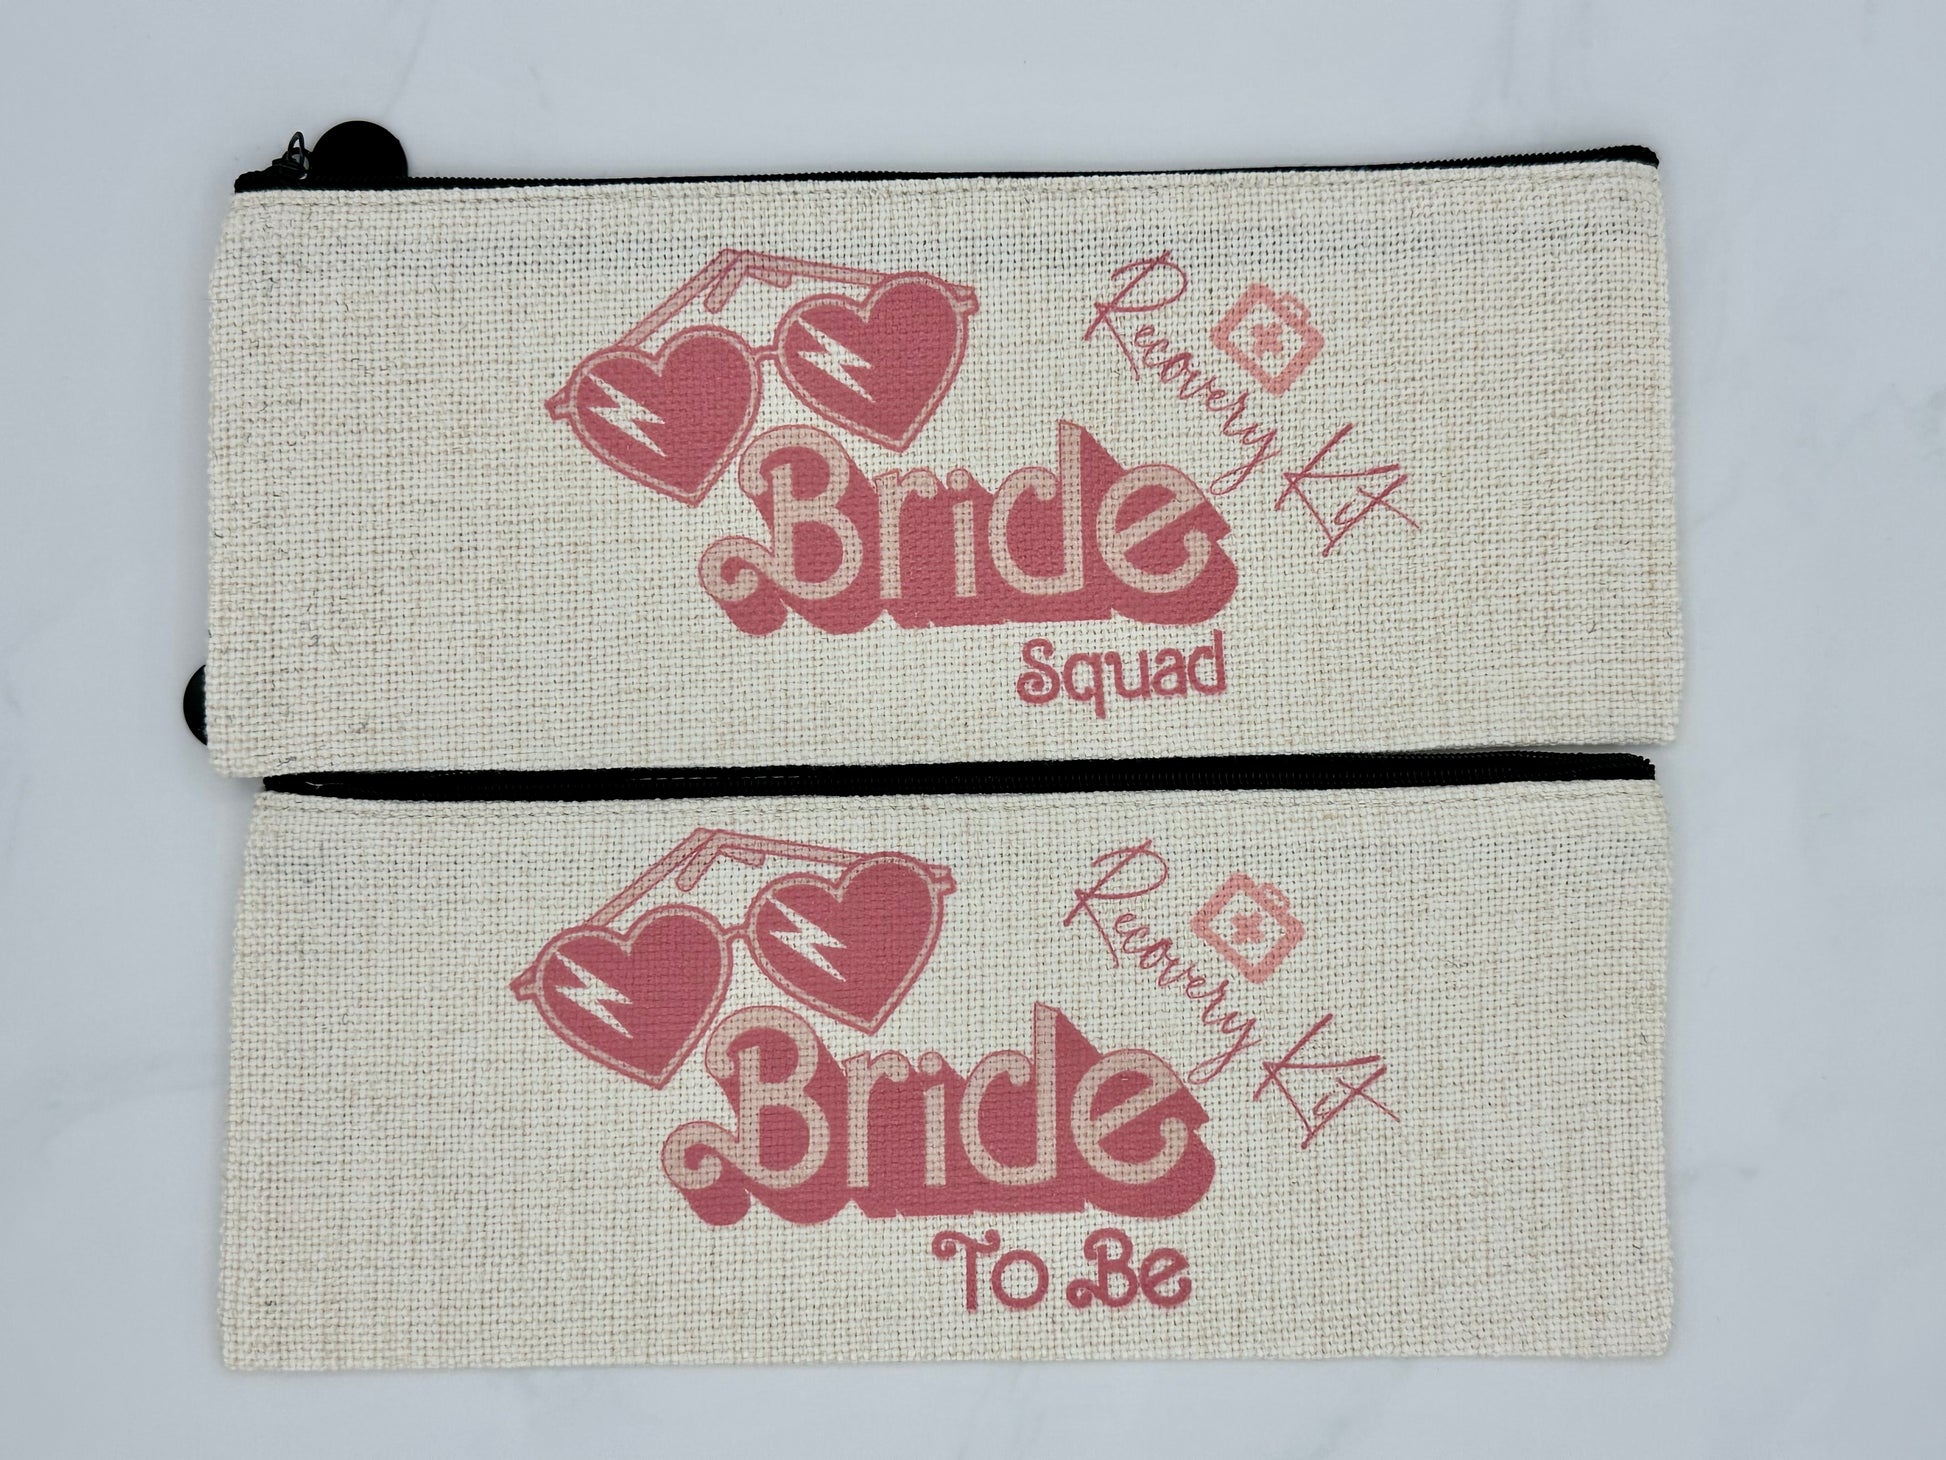 Recovery Kit
Bride
Squad
Recovery Kit
Bride
To Be